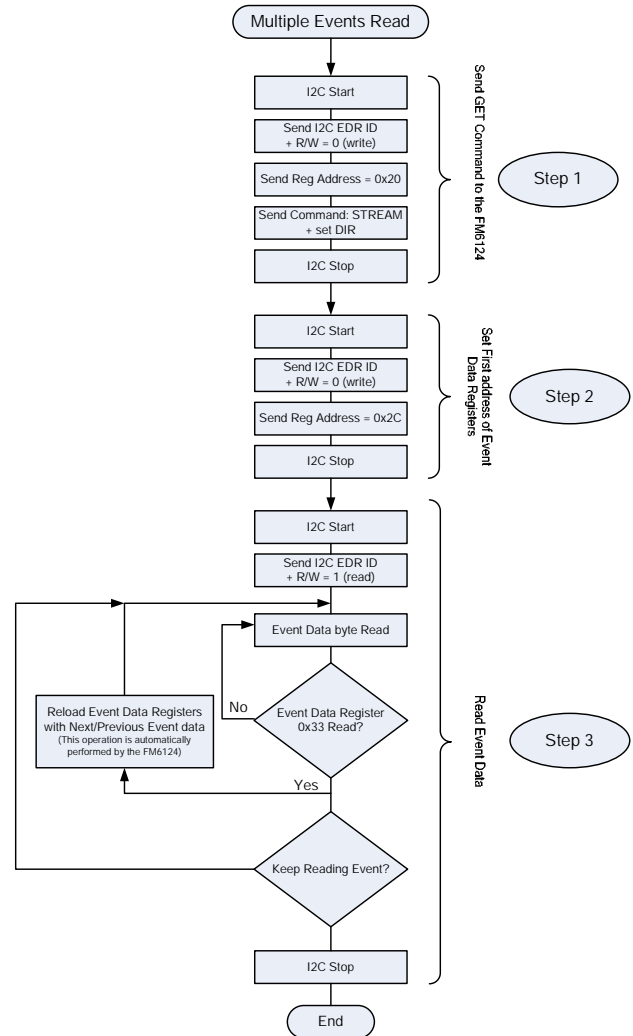 Multiple Events Read
I2C Start
Send I2C EDR ID
+ R/W = 0 (write)
Send Reg Address = 0x20
Send Command: STREAM
+ set DIR
I2C Stop
Send GET Command to the FM6124
Step 1
I2C Start
Send I2C EDR ID
+ R/W = 0 (write)
Send Reg Address = 0x2C
I2C Stop
Set First address of Event
Data Registers
Step 2
I2C Start
Send I2C EDR ID
+ R/W = 1 (read)
Event Data byte Read
No
Event Data Register
0x33 Read?
Reload Event Data Registers
with Next/Previous Event data
(This operation is automatically
performed by the FM6124)
Yes
Keep Reading Event?
I2C Stop
Read Event Data
Step 3
End